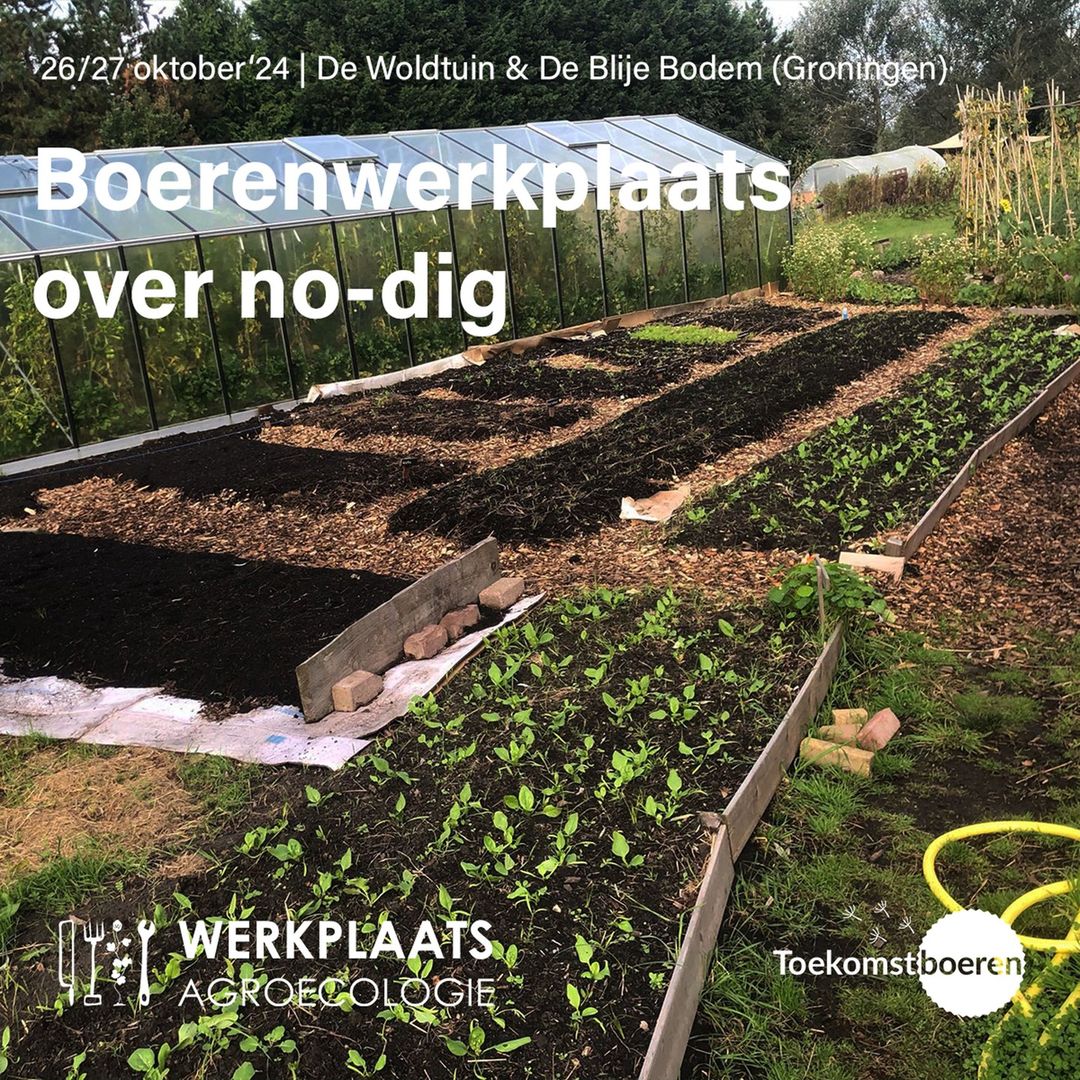 26/27 oktober'24 | De Woldtuin & De Blije Bodem (Groningen)
Boerenwerkplaats
over no-dig
WERKPLAATS
AGROECOLOGIE
Toekomstboeren